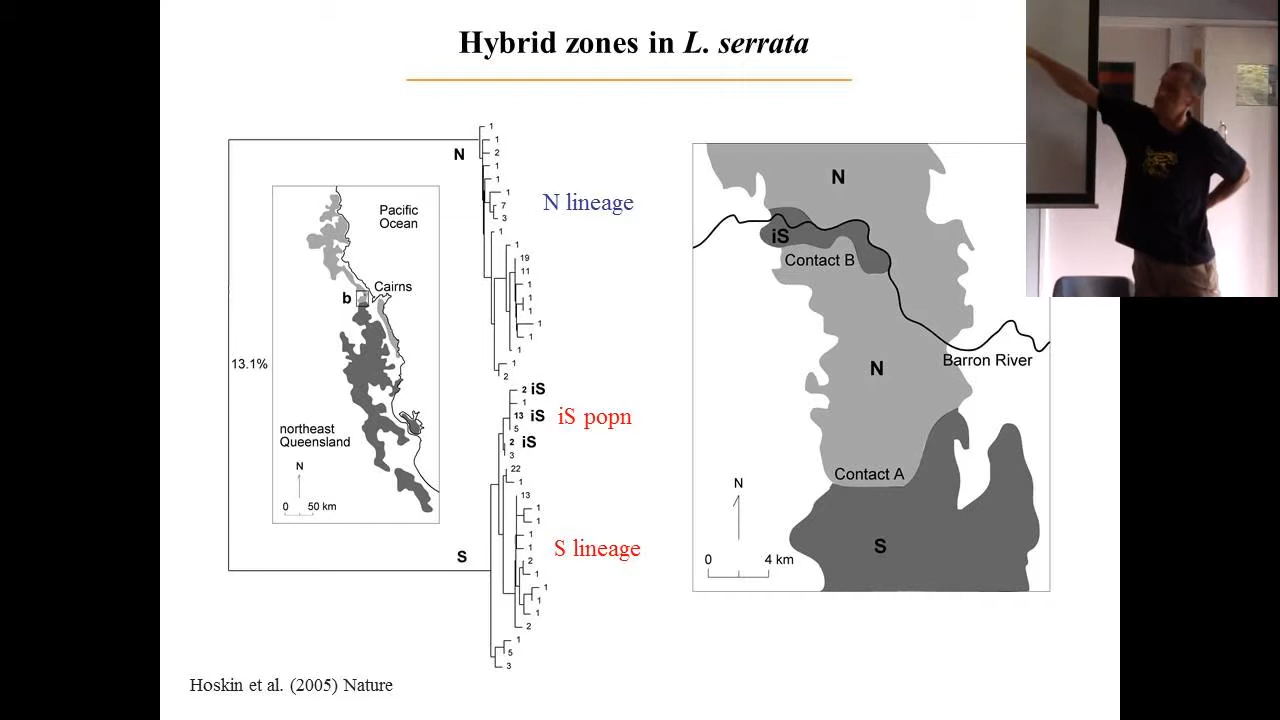 Hybrid zones in L. serrata
N
N lineage
Pacific
Ocean
Cairns
b
northeast
Queensland
N
0 50 km
13.1%
1
1
2
1
1
1
7
3
1
1
19
11
1
1
1
1
1
1
1
2
2 iS
1
13 iS
5
2 iS
3
22
1
13
1
1
1
1
2
1
1
1
1
2
1
5
3
iS popn
S
S lineage
N
iS
Contact B
Barron River
N
Contact A
N
0 4 km
S
Hoskin et al. (2005) Nature